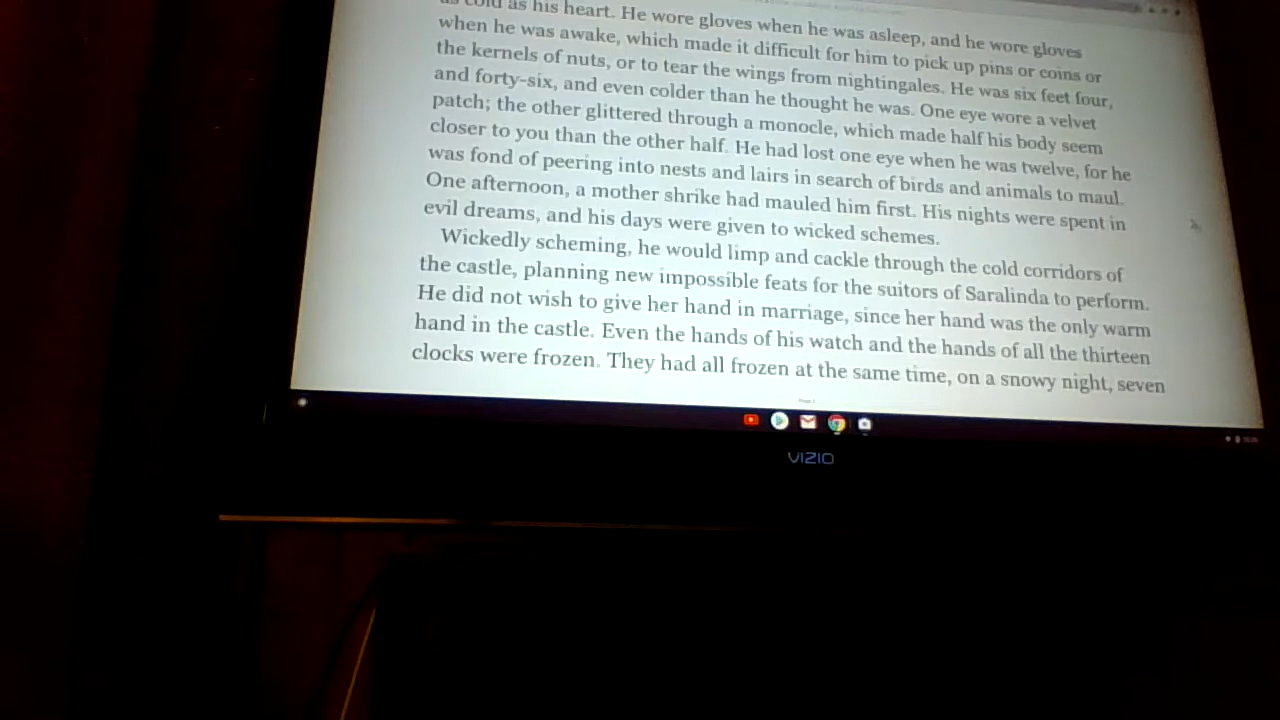 as cold as his heart. He wore gloves when he was asleep, and he wore gloves
when he was awake, which made it difficult for him to pick up pins or coins or
the kernels of nuts, or to tear the wings from nightingales. He was six feet four,
and forty-six, and even colder than he thought he was. One eye wore a velvet
patch; the other glittered through a monocle, which made half his body seem
closer to you than the other half. He had lost one eye when he was twelve, for he
was fond of peering into nests and lairs in search of birds and animals to maul.
One afternoon, a mother shrike had mauled him first. His nights were spent in
evil dreams, and his days were given to wicked schemes.
Wickedly scheming, he would limp and cackle through the cold corridors of
the castle, planning new impossible feats for the suitors of Saralinda to perform.
He did not wish to give her hand in marriage, since her hand was the only warm
hand in the castle. Even the hands of his watch and the hands of all the thirteen
clocks were frozen. They had all frozen at the same time, on a snowy night, seven
VIZIO